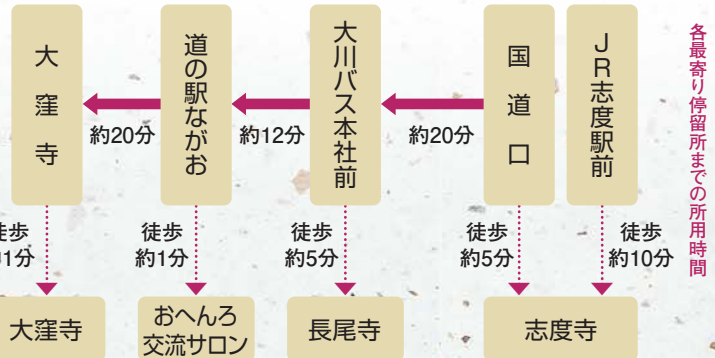 各最寄り停留所までの所用時間
JR志度駅前
国道口
大川バス本社前
道の駅ながお
大窪寺
約20分
約12分
約20分
徒歩
約10分
徒歩
約5分
徒歩
約5分
徒歩
約1分
徒歩
約1分
志度寺
長尾寺
おへんろ
交流サロン
大窪寺